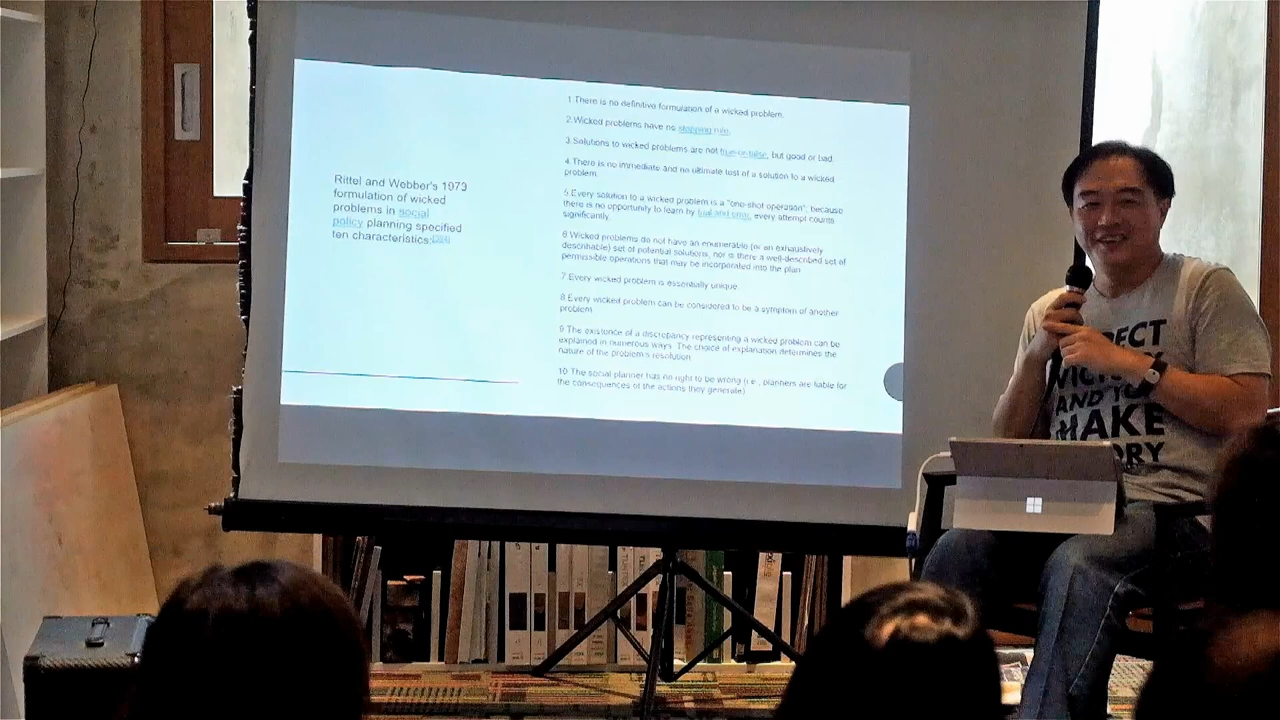 Rittel and Webber's 1973
formulation of wicked
problems in social
policy planning specified
ten characteristics:
1.There is no definitive formulation of a wicked problem.
2.Wicked problems have no stopping rule.
3.Solutions to wicked problems are not true-or-false, but good or bad.
4.There is no immediate and no ultimate test of a solution to a wicked
problem.
5.Every solution to a wicked problem is a "one-shot operation"; because
there is no opportunity to learn by trial and error, every attempt counts
significantly.
6.Wicked problems do not have an enumerable (or an exhaustively
describable) set of potential solutions, nor is there a well-described set of
permissible operations that may be incorporated into the plan.
7.Every wicked problem is essentially unique.
8.Every wicked problem can be considered to be a symptom of another
problem.
9.The existence of a discrepancy representing a wicked problem can be
explained in numerous ways. The choice of explanation determines the
nature of the problem's resolution.
10.The social planner has no right to be wrong (i.e., planners are liable for
the consequences of the actions they generate).
AND TO
MAKE